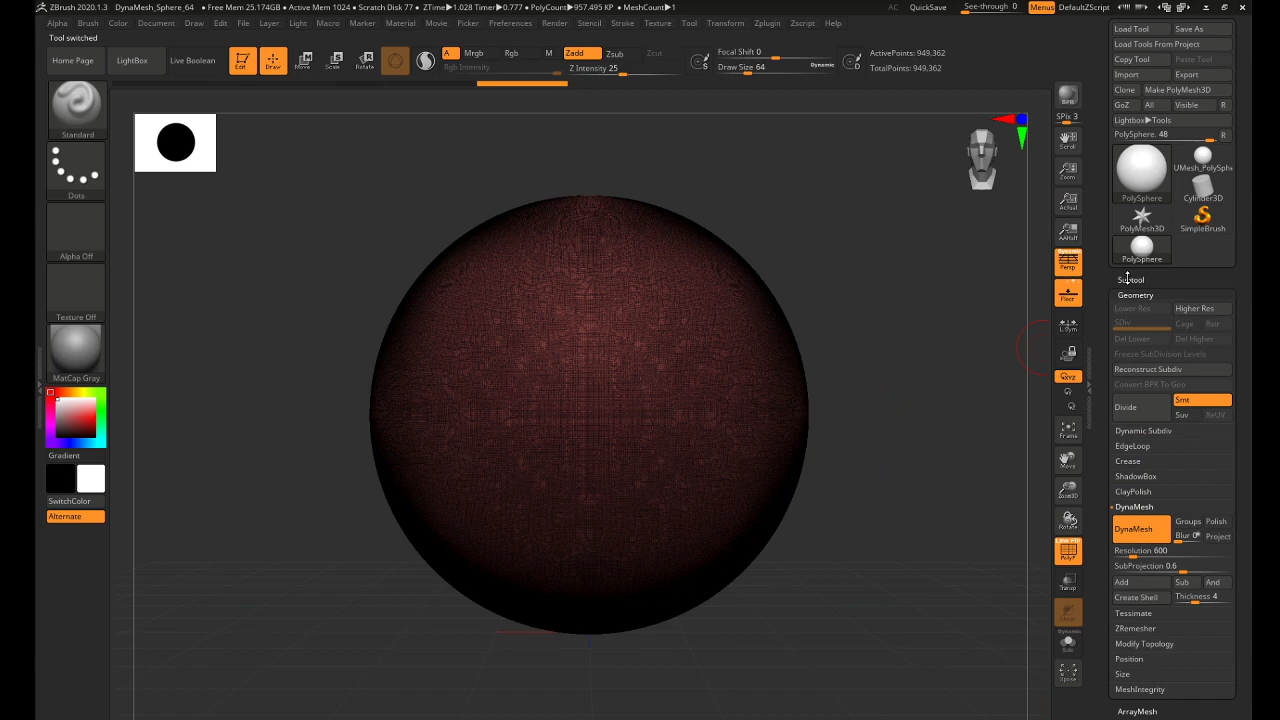 ZBrush 2020.1.3 DynaMesh_Sphere_64 • Free Mem 25.174GB • Active Mem 1024 • Scratch Disk 77 • ZTime▶1.028 Timer▶0.777 • PolyCount▶957.495 KP • MeshCount▶1 AC QuickSave See-through 0 Menus DefaultZScript
Alpha Brush Color Document Draw Edit File Layer Light Macro Marker Material Movie Picker Preferences Render Stencil Stroke Texture Tool Transform Zplugin Zscript Help
Tool switched
Home Page LightBox Live Boolean Edit Draw Move Scale Rotate
A Mrgb Rgb M
Rgb Intensity
Zadd Zsub Zcut
Z Intensity 25
S
Focal Shift 0
Draw Size 64 Dynamic
D
ActivePoints: 949,362
TotalPoints: 949,362
Standard
Dots
Alpha Off
Texture Off
MatCap Gray
Gradient
SwitchColor
Alternate
BPR
SPix 3
Scroll
Zoom
Actual
AAHalf
Dynamic
Persp
Floor
L.Sym
XYZ
Frame
Move
Zoom3D
Rotate
Line Fill
PolyF
Transp
Dynamic
Solo
Xpose
Load Tool Save As
Load Tools From Project
Copy Tool Paste Tool
Import Export
Clone Make PolyMesh3D
GoZ All Visible R
Lightbox▶Tools
PolySphere. 48 R
PolySphere
UMesh_PolySph
Cylinder3D
PolyMesh3D
SimpleBrush
PolySphere
Subtool
Geometry
Lower Res Higher Res
SDiv Cage Rstr
Del Lower Del Higher
Freeze SubDivision Levels
Reconstruct Subdiv
Convert BPR To Geo
Divide
Smt
Suv ReUV
Dynamic Subdiv
EdgeLoop
Crease
ShadowBox
ClayPolish
DynaMesh
DynaMesh
Groups Polish
Blur 0 Project
Resolution 600
SubProjection 0.6
Add Sub And
Create Shell Thickness 4
Tessimate
ZRemesher
Modify Topology
Position
Size
MeshIntegrity
ArrayMesh